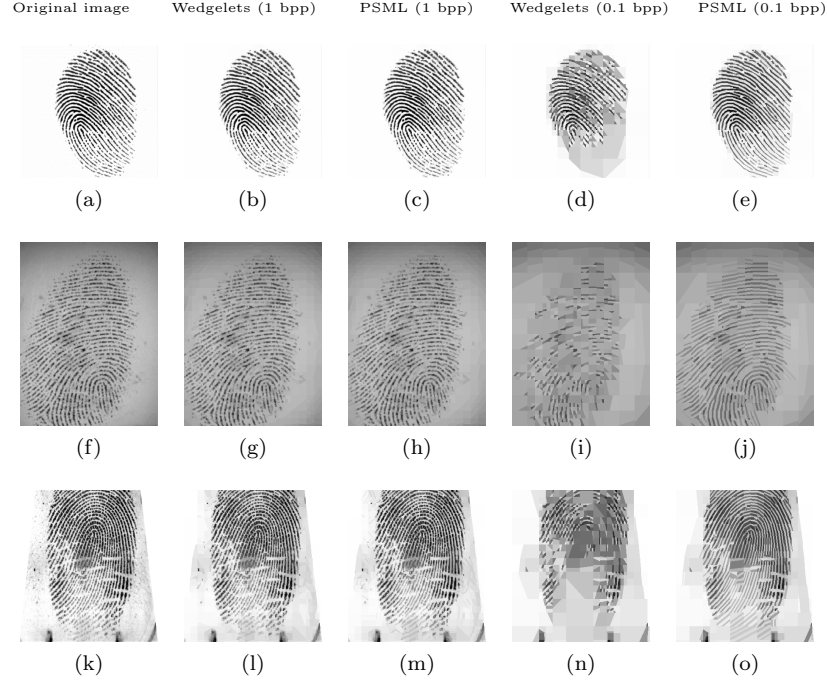 Original image Wedgelets (1 bpp) PSML (1 bpp) Wedgelets (0.1 bpp) PSML (0.1 bpp)
(a) (b) (c) (d) (e)
(f) (g) (h) (i) (j)
(k) (l) (m) (n) (o)